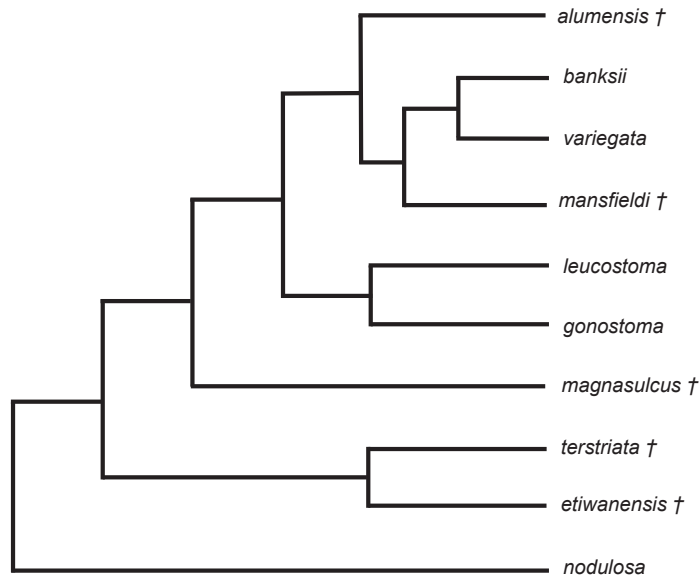 alumensis †
banksii
variegata
mansfieldi †
leucostoma
gonostoma
magnasulcus †
terstriata †
etiwanensis †
nodulosa